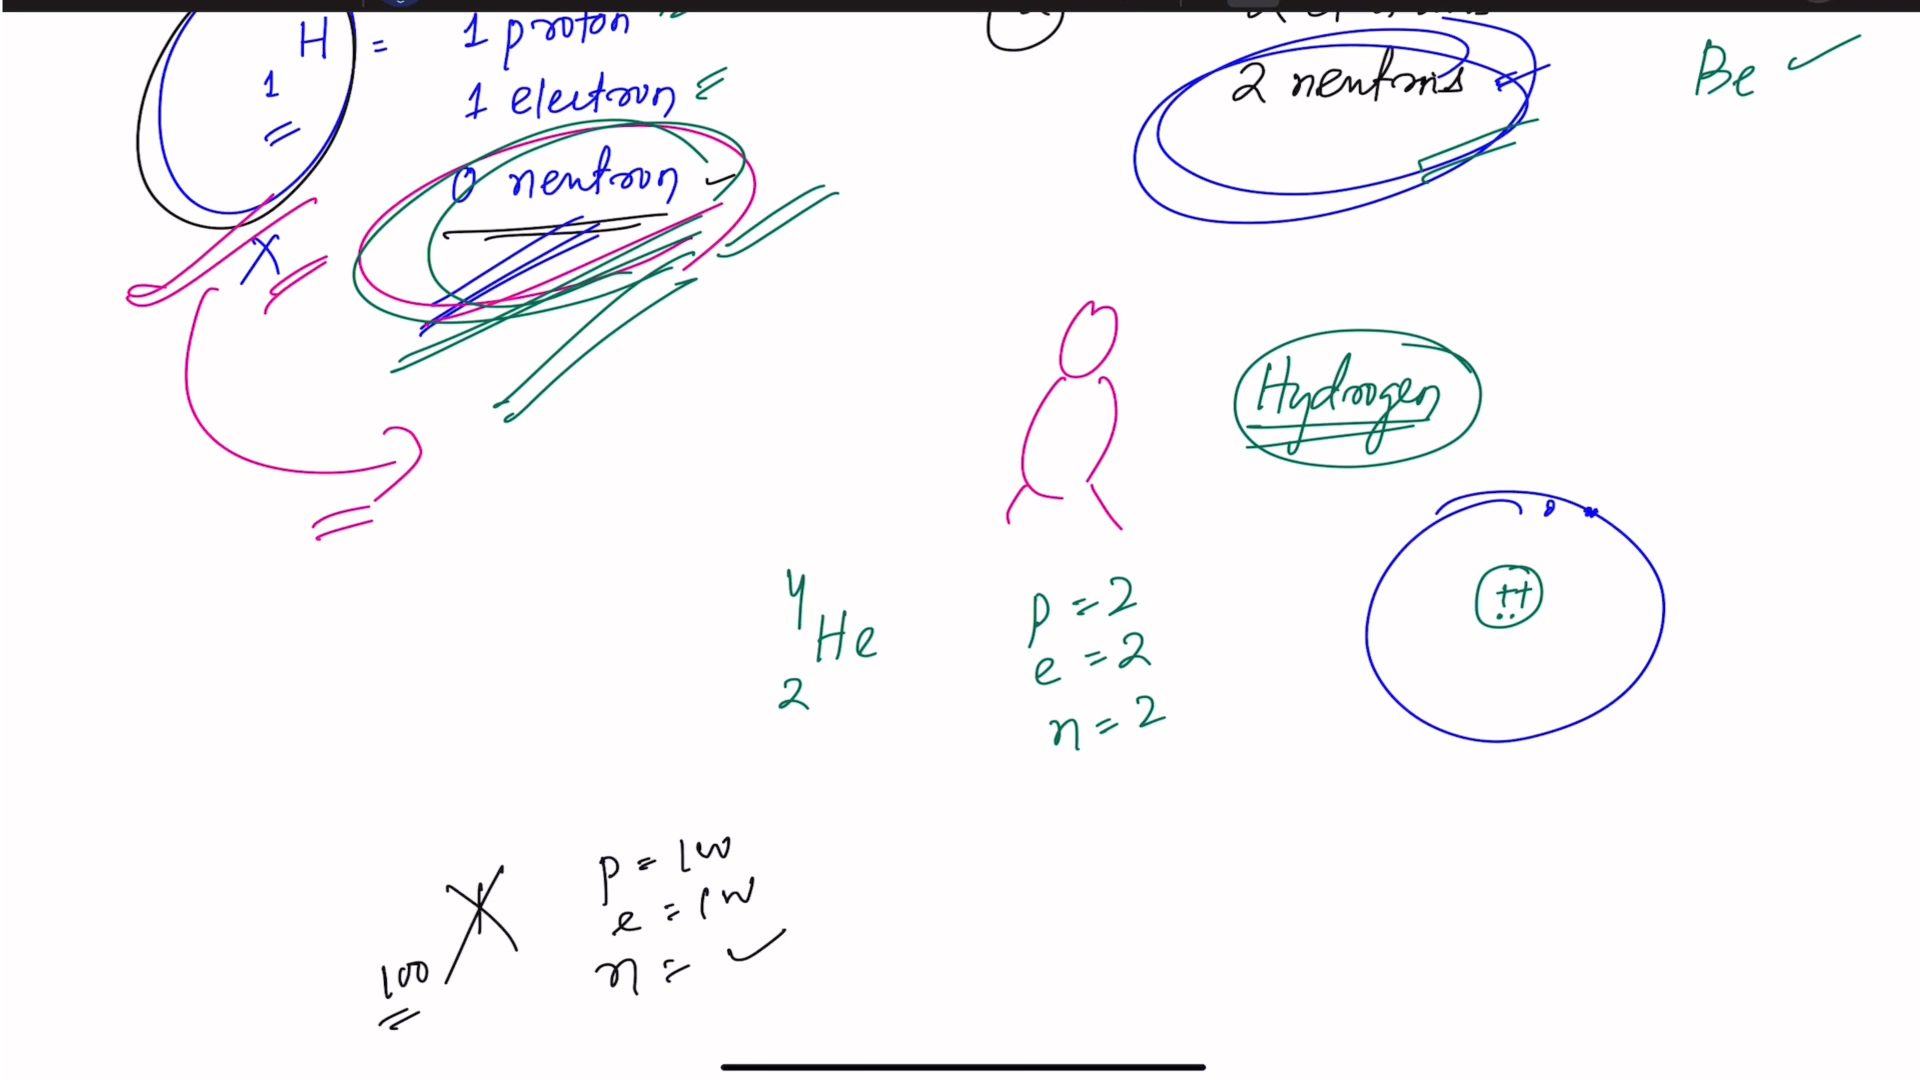 H = 1 proton
1
1 electron
0 neutron
X
2 neutrons
Be
Hydrogen
4
He
2
p = 2
e = 2
n = 2
++
X
100
p = 100
e = 100
n =